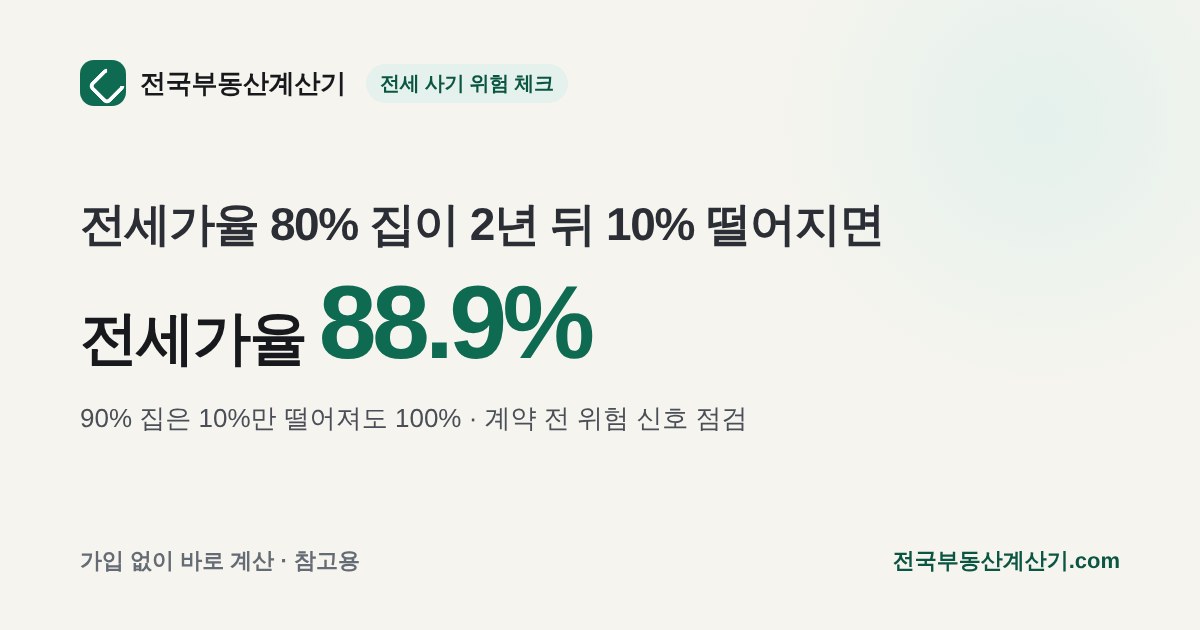 전국부동산계산기 전세 사기 위험 체크
전세가율 80% 집이 2년 뒤 10% 떨어지면
전세가율 88.9%
90% 집은 10%만 떨어져도 100% · 계약 전 위험 신호 점검
가입 없이 바로 계산 · 참고용 전국부동산계산기.com